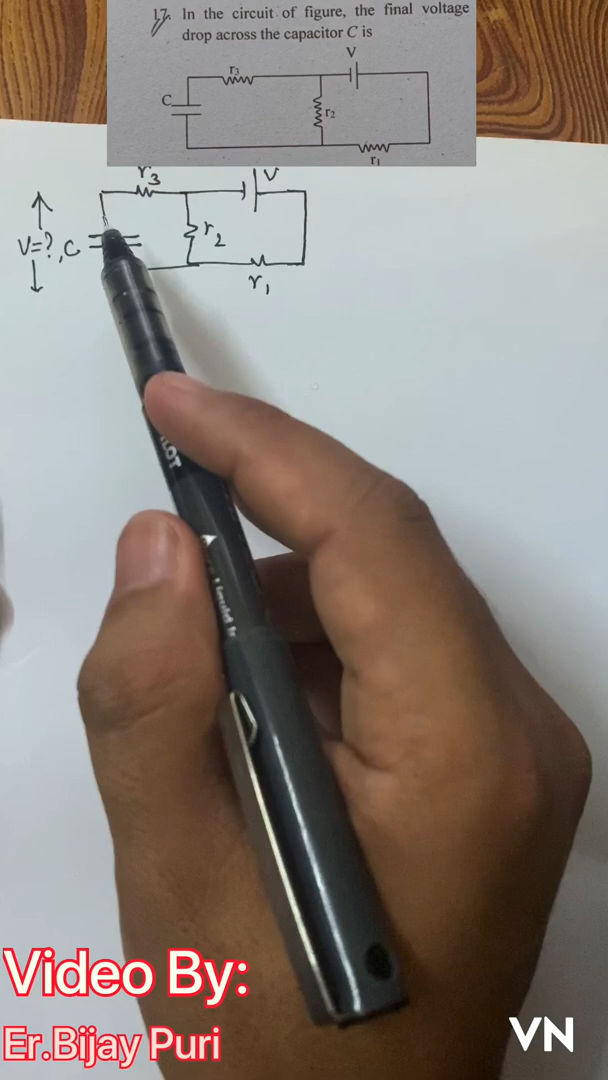 17. In the circuit of figure, the final voltage
drop across the capacitor C is
V
r3
C
r2
r1
r3
V
V=?, C
r2
r1
PILOT
Video By:
Er.Bijay Puri
VN